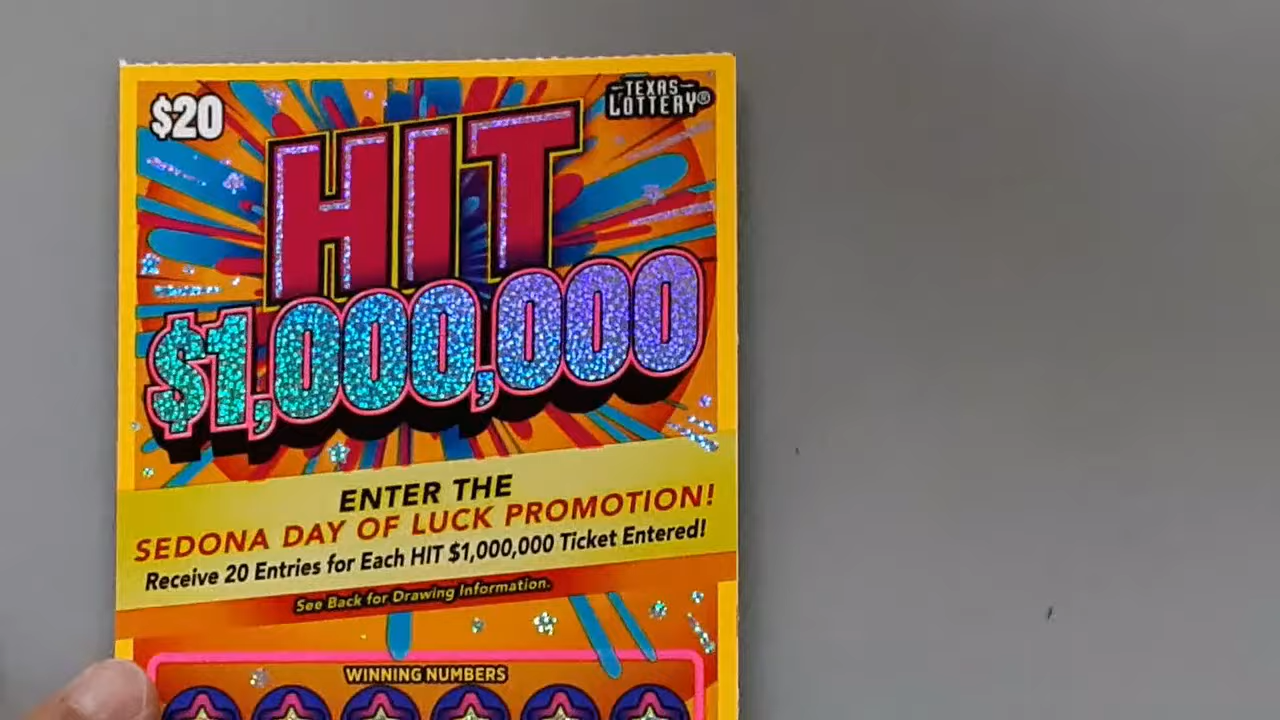 $20
TEXAS
LOTTERY®
HIT
$1,000,000
ENTER THE
SEDONA DAY OF LUCK PROMOTION!
Receive 20 Entries for Each HIT $1,000,000 Ticket Entered!
See Back for Drawing Information.
WINNING NUMBERS